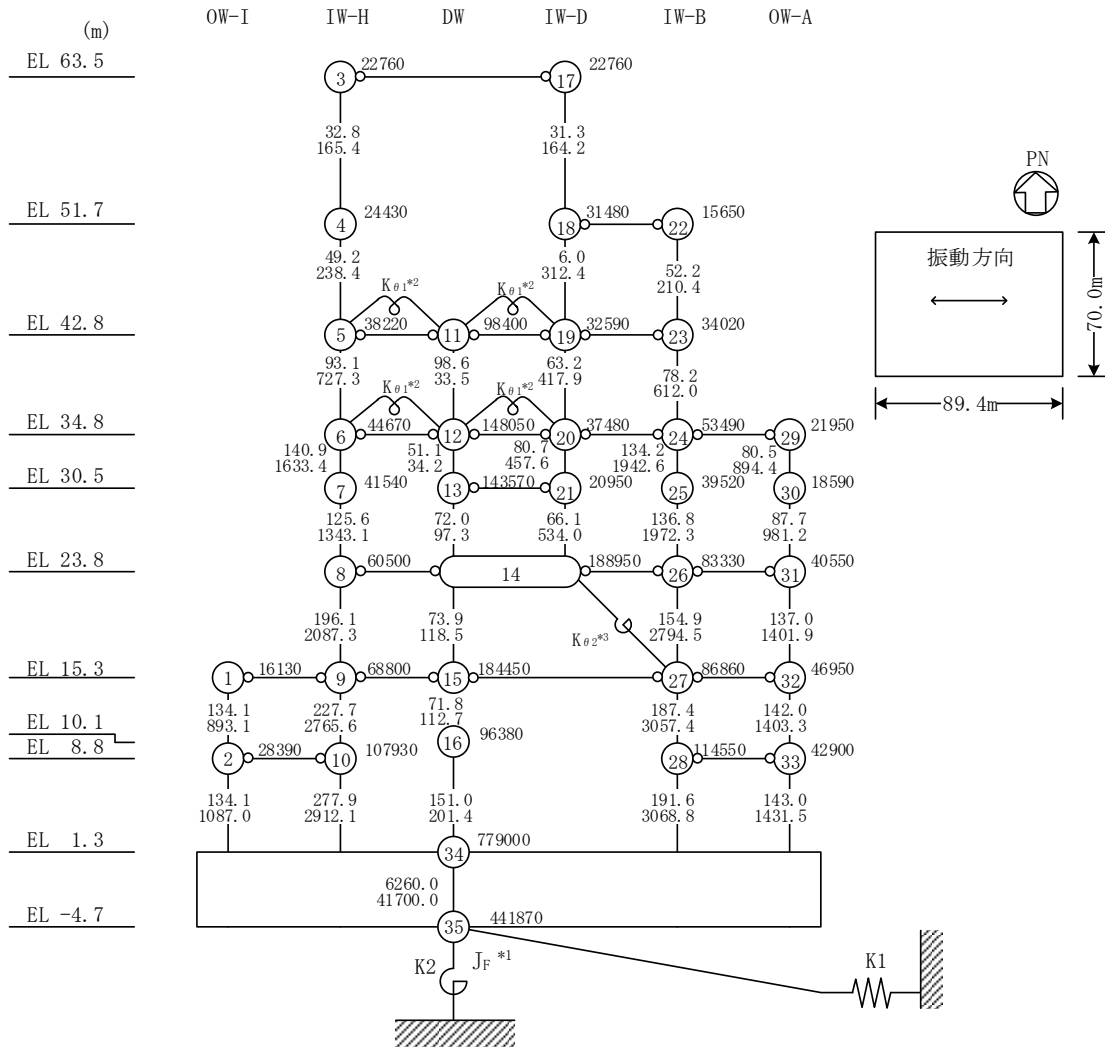 OW-I IW-H DW IW-D IW-B OW-A
(m)
EL 63.5
3 22760 17 22760
32.8 31.3
165.4 164.2
PN
EL 51.7
4 24430 18 31480 22 15650
振動方向
49.2 6.0 52.2
238.4 312.4 210.4
70.0m
Kθ1*2 Kθ1*2
EL 42.8
5 38220 11 98400 19 32590 23 34020
93.1 98.6 63.2 78.2
727.3 33.5 417.9 612.0
Kθ1*2 Kθ1*2
89.4m
EL 34.8
6 44670 12 148050 20 37480 24 53490 29 21950
140.9 51.1 80.7 134.2 80.5
1633.4 34.2 457.6 1942.6 894.4
EL 30.5
7 41540 13 143570 21 20950 25 39520 30 18590
125.6 72.0 66.1 136.8 87.7
1343.1 97.3 534.0 1972.3 981.2
EL 23.8
8 60500 14 188950 26 83330 31 40550
196.1 73.9 154.9 137.0
2087.3 118.5 2794.5 1401.9
Kθ2*3
EL 15.3
1 16130 9 68800 15 184450 27 86860 32 46950
134.1 227.7 71.8 187.4 142.0
893.1 2765.6 112.7 3057.4 1403.3
EL 10.1
16 96380
EL 8.8
2 28390 10 107930 28 114550 33 42900
134.1 277.9 151.0 191.6 143.0
1087.0 2912.1 201.4 3068.8 1431.5
EL 1.3
34 779000
6260.0
41700.0
EL -4.7
35 441870
K2 JF *1 K1